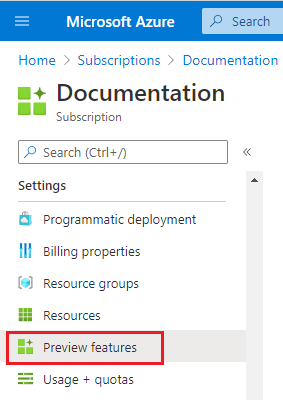 Microsoft Azure
Search
Home > Subscriptions > Documentation
Documentation
Subscription
Search (Ctrl+/)
Settings
Programmatic deployment
Billing properties
Resource groups
Resources
Preview features
Usage + quotas